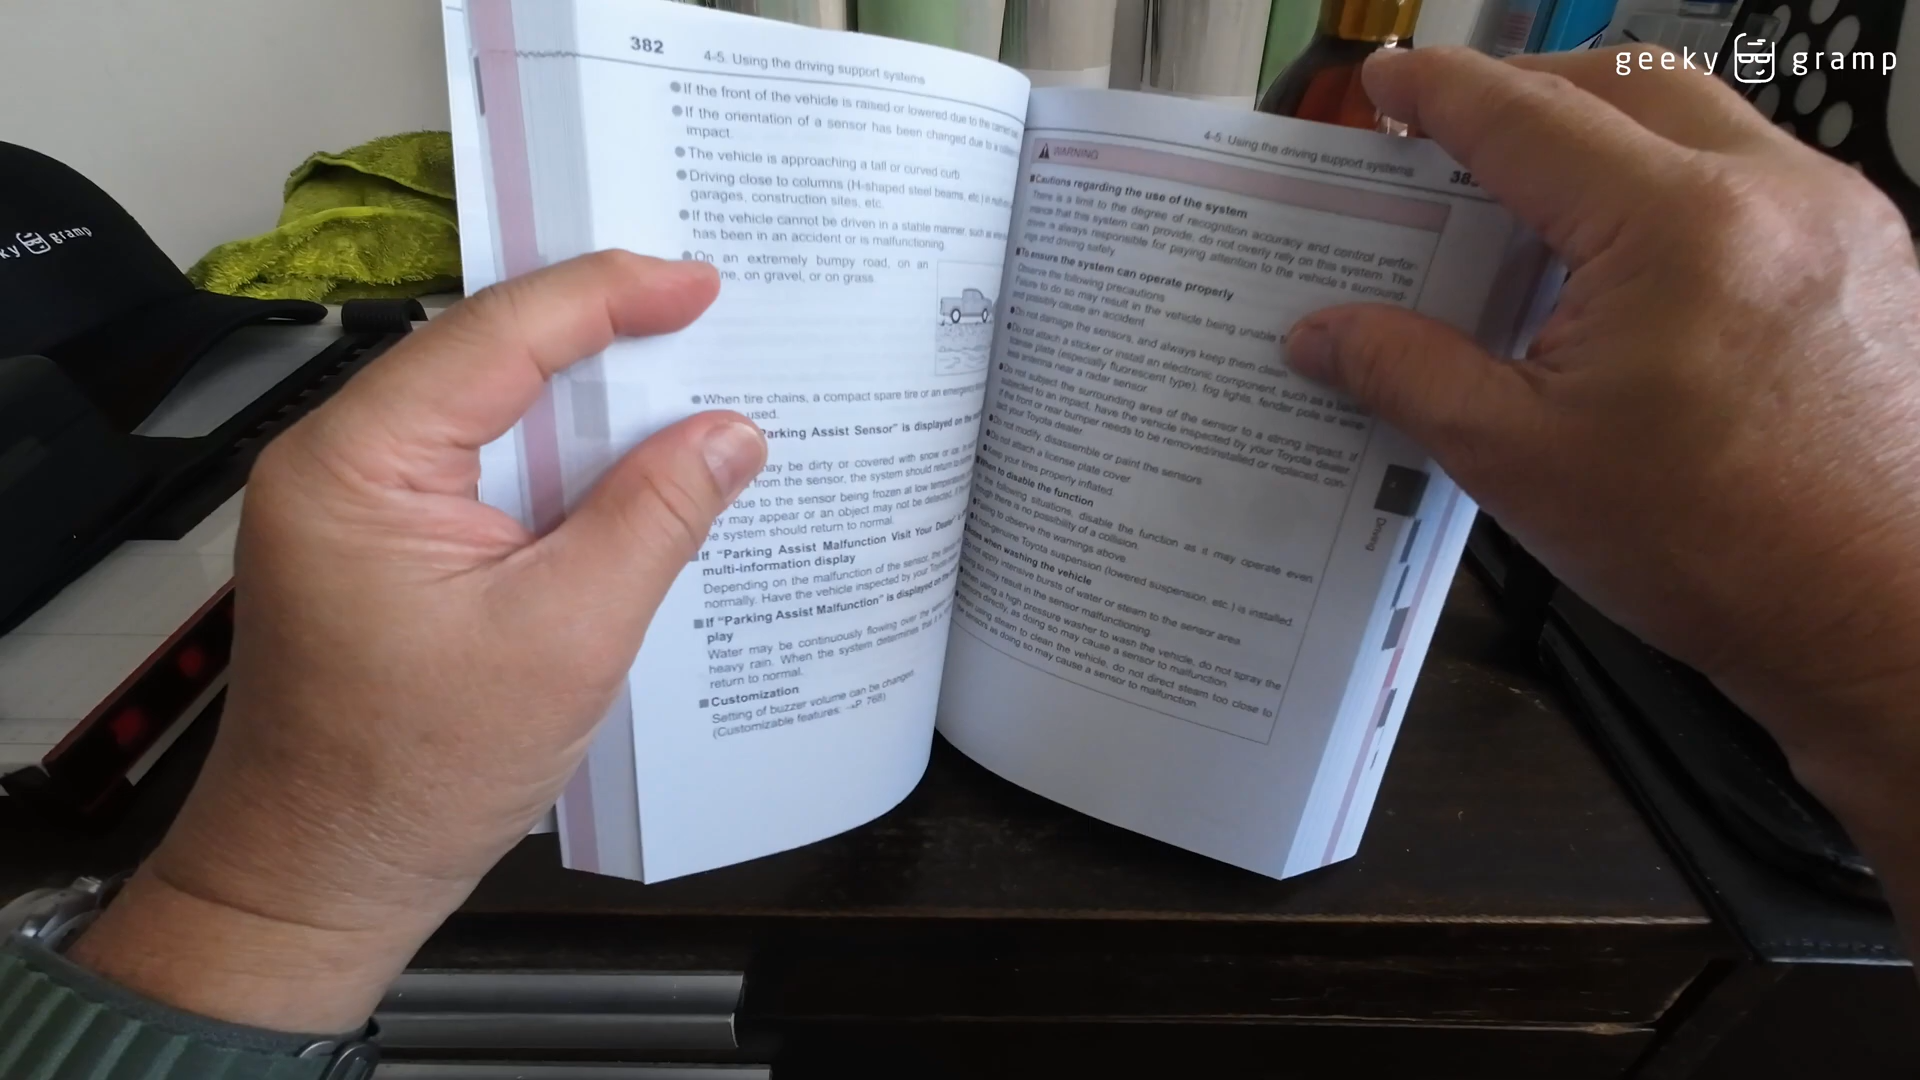 geeky gramp
ky gramp
382 4-5. Using the driving support systems
If the front of the vehicle is raised or lowered due to the
If the orientation of a sensor has been changed due to a
impact.
The vehicle is approaching a tall or curved curb.
Driving close to columns (H-shaped steel beams, etc.) in
garages, construction sites, etc.
If the vehicle cannot be driven in a stable manner, such as
has been in an accident or is malfunctioning.
On an extremely bumpy road, on an
ne, on gravel, or on grass
When tire chains, a compact spare tire or an emergency
used.
Parking Assist Sensor" is displayed on the
may be dirty or covered with snow or
from the sensor, the system should return to
due to the sensor being frozen at low
ay may appear or an object may not be detected.
he system should return to normal.
If "Parking Assist Malfunction Visit Your Dealer"
multi-information display
Depending on the malfunction of the sensor,
normally. Have the vehicle inspected by your Toyota
If "Parking Assist Malfunction" is displayed on the
play
Water may be continuously flowing over the
heavy rain. When the system determines that it
return to normal.
Customization
Setting of buzzer volume can be changed.
(Customizable features: →P. 768)
4-5. Using the driving support systems 38
WARNING
Cautions regarding the use of the system
There is a limit to the degree of recognition accuracy and control perfor-
mance that this system can provide, do not overly rely on this system. The
driver is always responsible for paying attention to the vehicle's surround-
ings and driving safely.
To ensure the system can operate properly
Observe the following precautions
Failure to do so may result in the vehicle being unable
and possibly cause an accident.
Do not damage the sensors, and always keep them clean.
Do not attach a sticker or install an electronic component, such as a
license plate (especially fluorescent type), fog lights, fender pole or wire-
less antenna near a radar sensor
Do not subject the surrounding area of the sensor to a strong impact. If
subjected to an impact, have the vehicle inspected by your Toyota dealer.
If the front or rear bumper needs to be removed/installed or replaced, con-
tact your Toyota dealer.
Do not modify, disassemble or paint the sensors.
Do not attach a license plate cover
Keep your tires properly inflated.
When to disable the function
In the following situations, disable the function as it may operate even
though there is no possibility of a collision.
Failing to observe the warnings above.
A non-genuine Toyota suspension (lowered suspension, etc.) is installed.
Notes when washing the vehicle
Do not apply intensive bursts of water or steam to the sensor area.
Doing so may result in the sensor malfunctioning.
When using a high pressure washer to wash the vehicle, do not spray the
sensors directly, as doing so may cause a sensor to malfunction.
When using steam to clean the vehicle, do not direct steam too close to
the sensors as doing so may cause a sensor to malfunction.
Driving